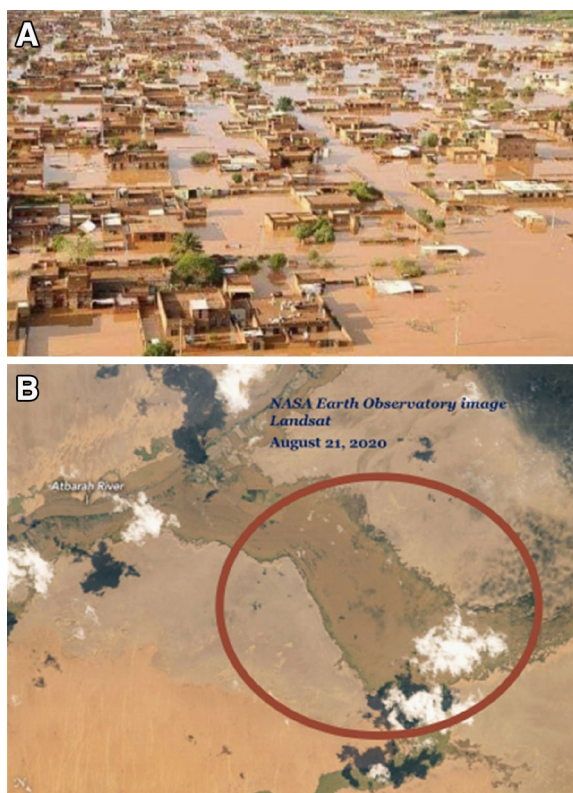 A
B
NASA Earth Observatory image
Landsat
August 21, 2020
Atbarah River